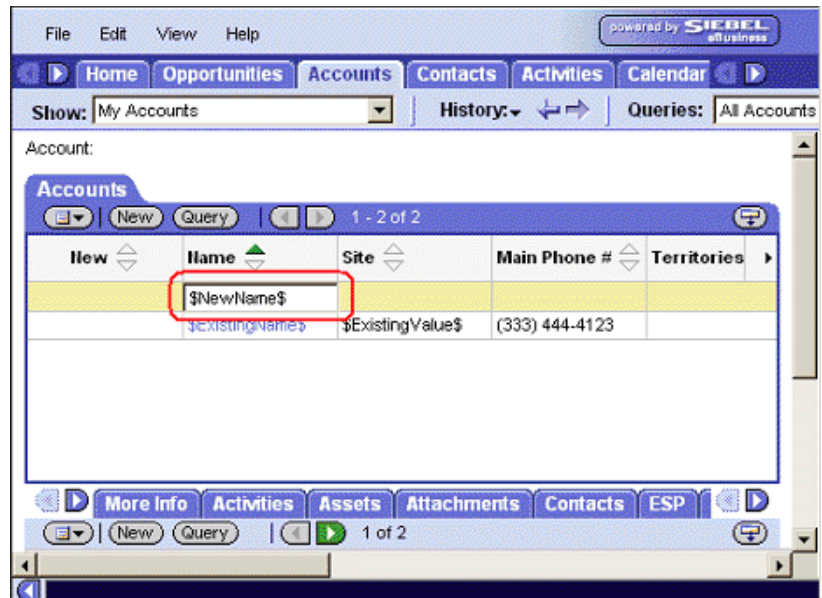 File Edit View Help
powered by SIEBEL
eBusiness
Home Opportunities Accounts Contacts Activities Calendar
Show: My Accounts History: Queries: All Accounts
Account:
Accounts
New Query 1 - 2 of 2
New Name Site Main Phone # Territories
$NewName$
$ExistingName$ $ExistingValue$ (333) 444-4123
More Info Activities Assets Attachments Contacts ESP
New Query 1 of 2